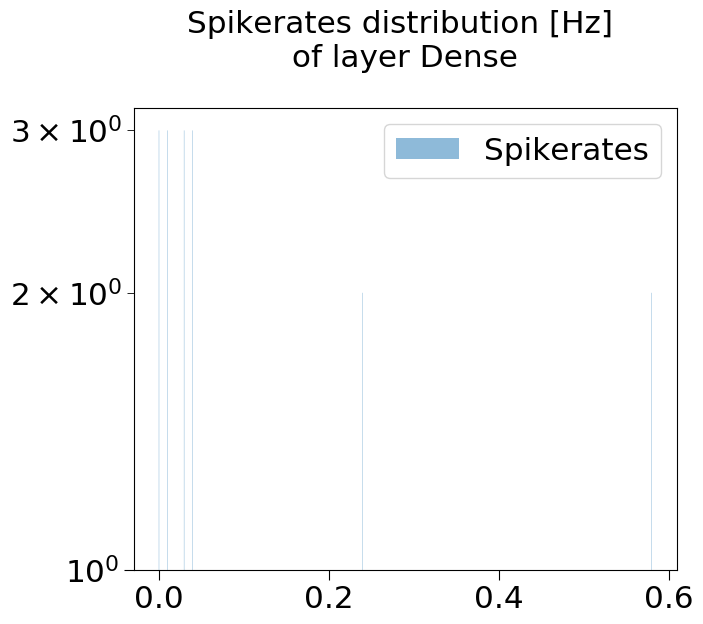 Spikerates distribution [Hz]
of layer Dense
3 × 10⁰
Spikerates
2 × 10⁰
10⁰
0.0 0.2 0.4 0.6